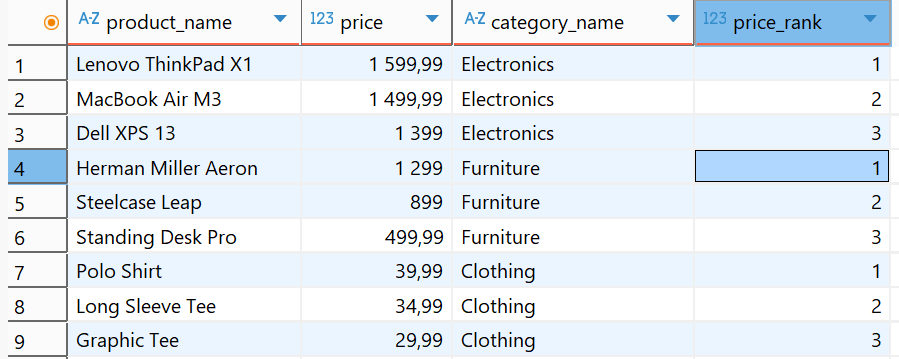 A-Z product_name 123 price A-Z category_name 123 price_rank
1 Lenovo ThinkPad X1 1 599,99 Electronics 1
2 MacBook Air M3 1 499,99 Electronics 2
3 Dell XPS 13 1 399 Electronics 3
4 Herman Miller Aeron 1 299 Furniture 1
5 Steelcase Leap 899 Furniture 2
6 Standing Desk Pro 499,99 Furniture 3
7 Polo Shirt 39,99 Clothing 1
8 Long Sleeve Tee 34,99 Clothing 2
9 Graphic Tee 29,99 Clothing 3